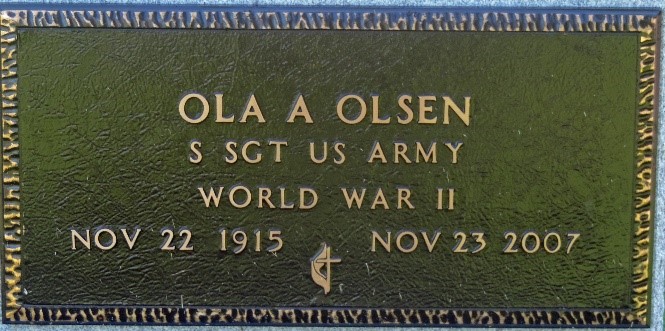 OLA A OLSEN
S SGT US ARMY
WORLD WAR II
NOV 22 1915 NOV 23 2007